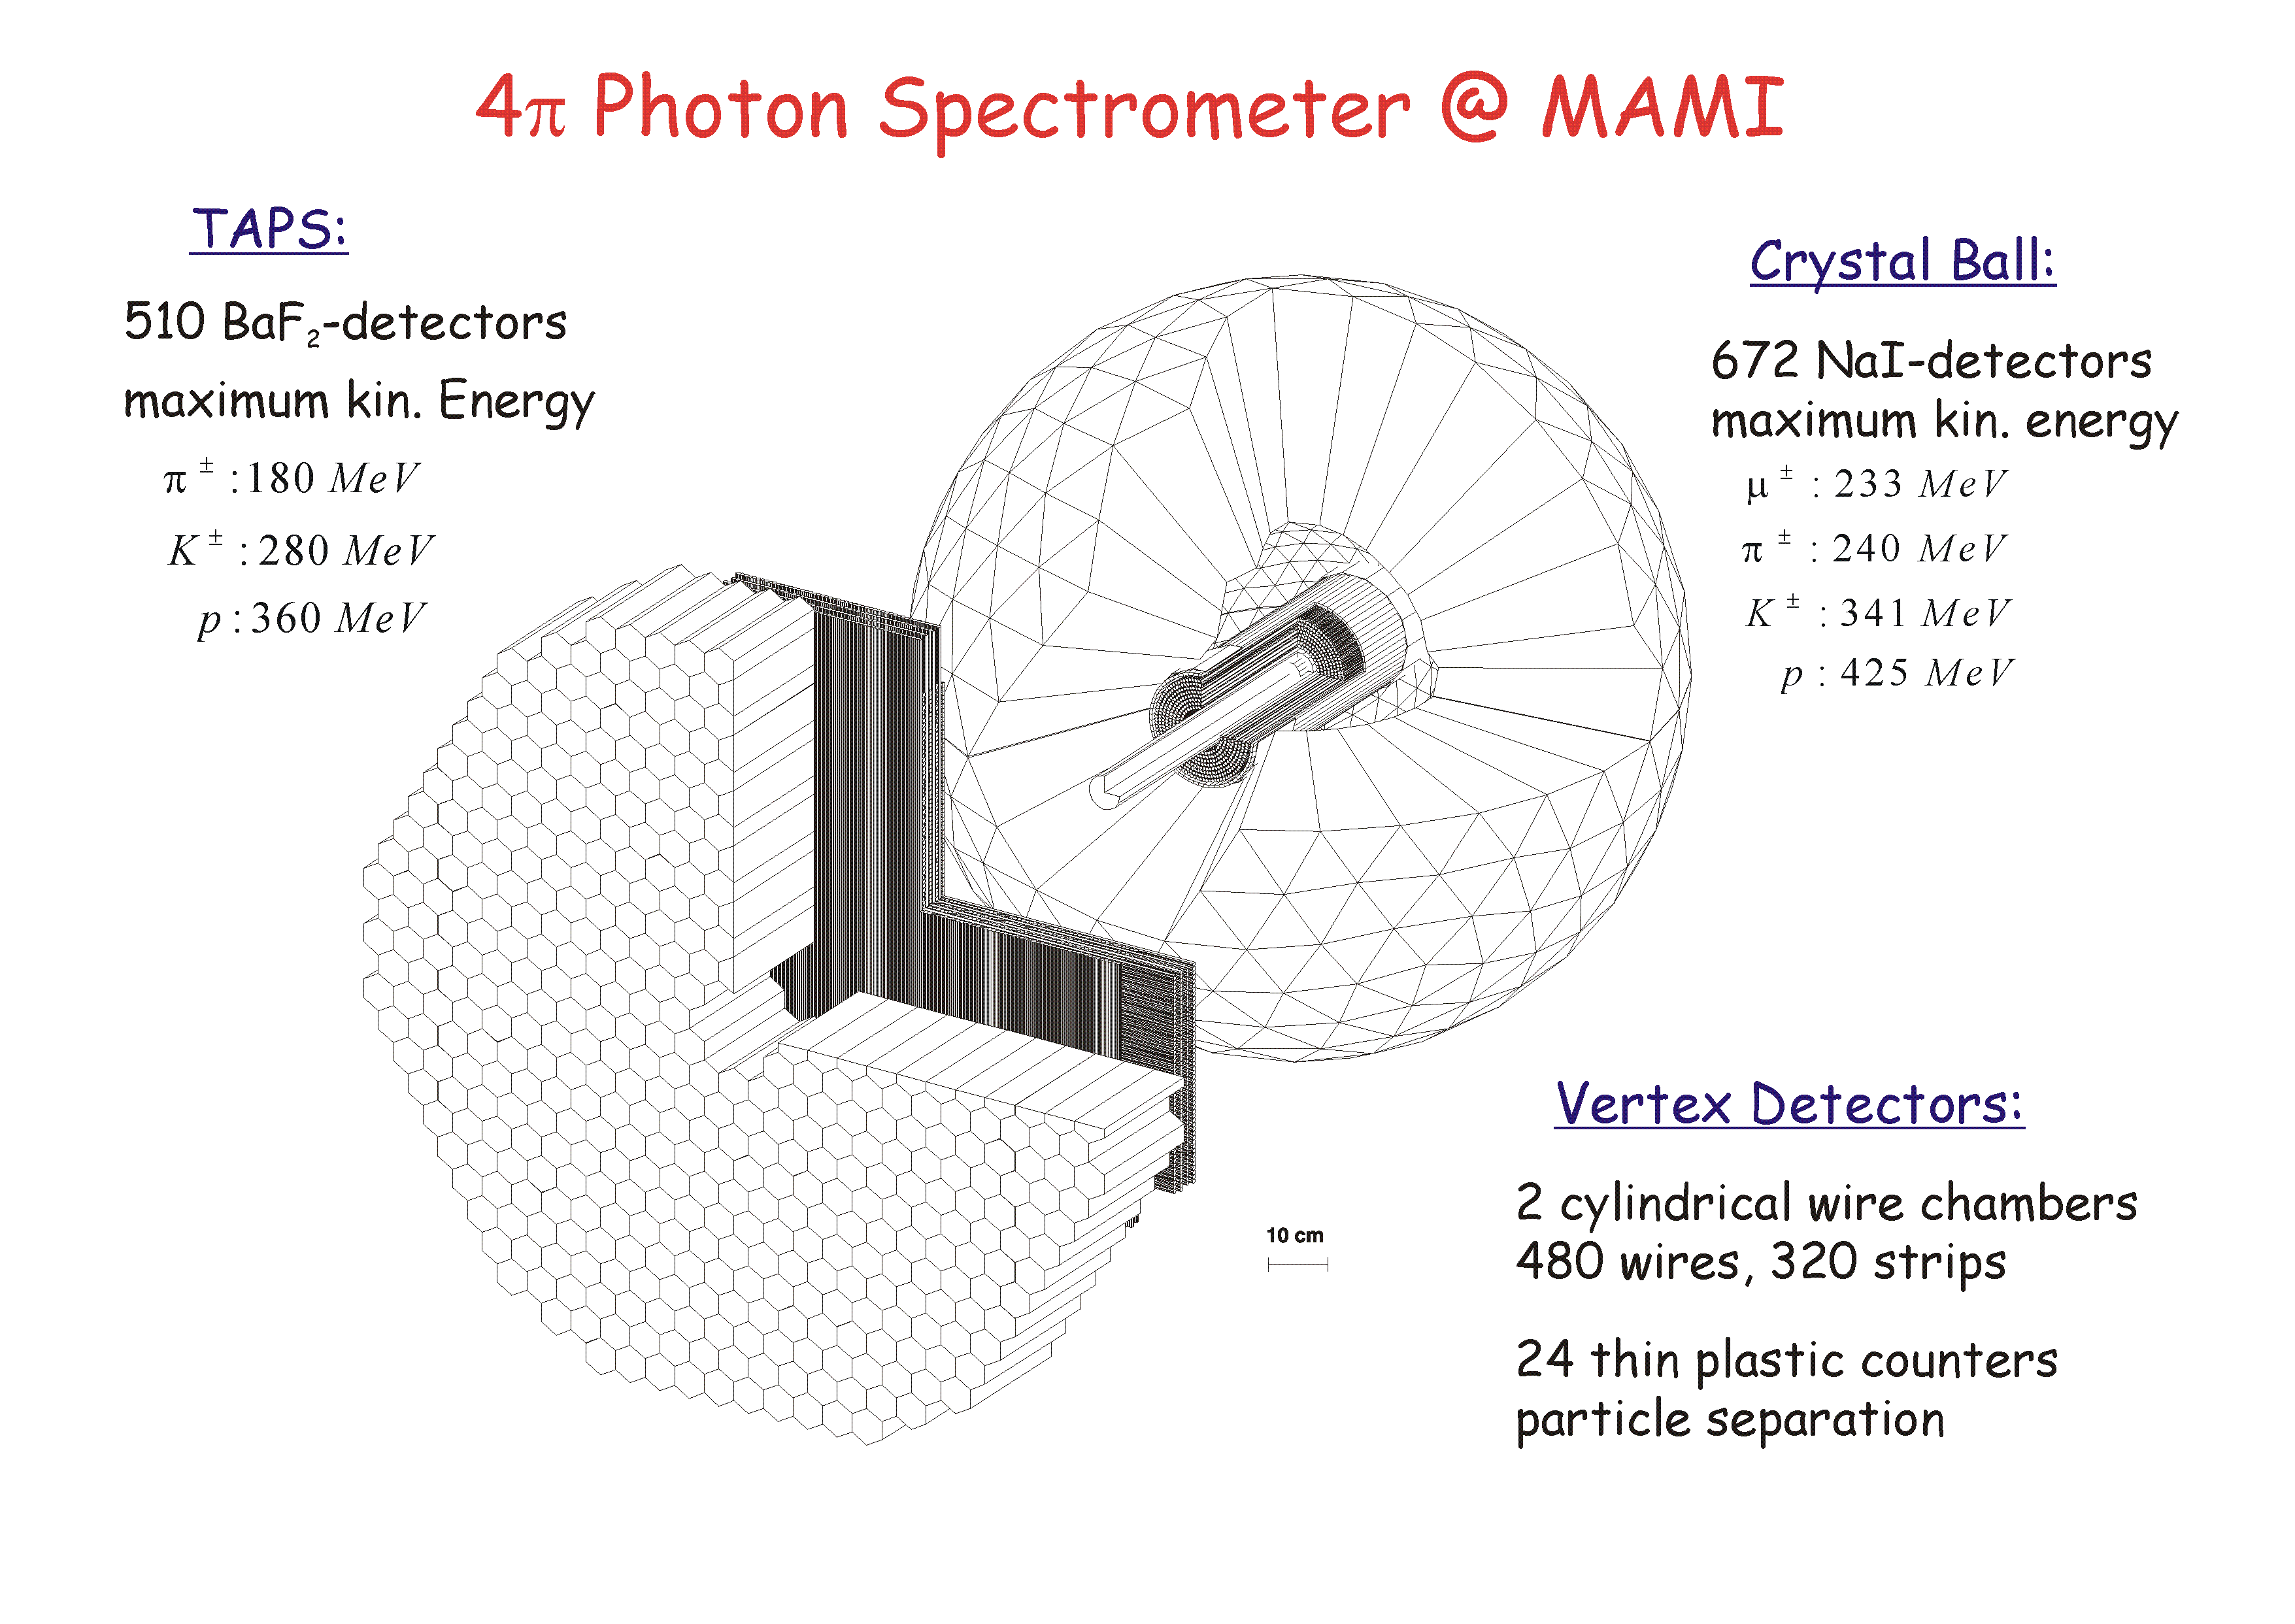 4π Photon Spectrometer @ MAMI
TAPS:
510 BaF₂-detectors
maximum kin. Energy
π± :180 MeV
K± :280 MeV
p :360 MeV
Crystal Ball:
672 NaI-detectors
maximum kin. energy
μ± : 233 MeV
π± : 240 MeV
K± : 341 MeV
p : 425 MeV
Vertex Detectors:
2 cylindrical wire chambers
480 wires, 320 strips
24 thin plastic counters
particle separation
10 cm